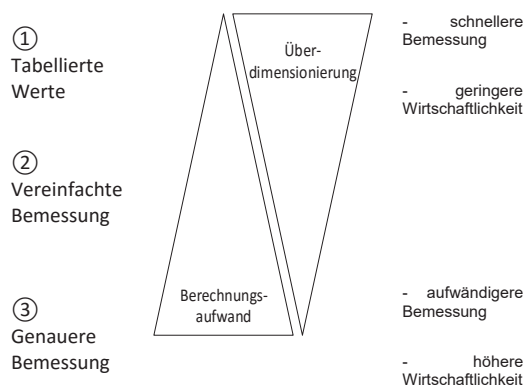 ①
Tabellierte
Werte
②
Vereinfachte
Bemessung
③
Genauere
Bemessung
Über-
dimensionierung
Berechnungs-
aufwand
- schnellere
Bemessung
- geringere
Wirtschaftlichkeit
- aufwändigere
Bemessung
- höhere
Wirtschaftlichkeit